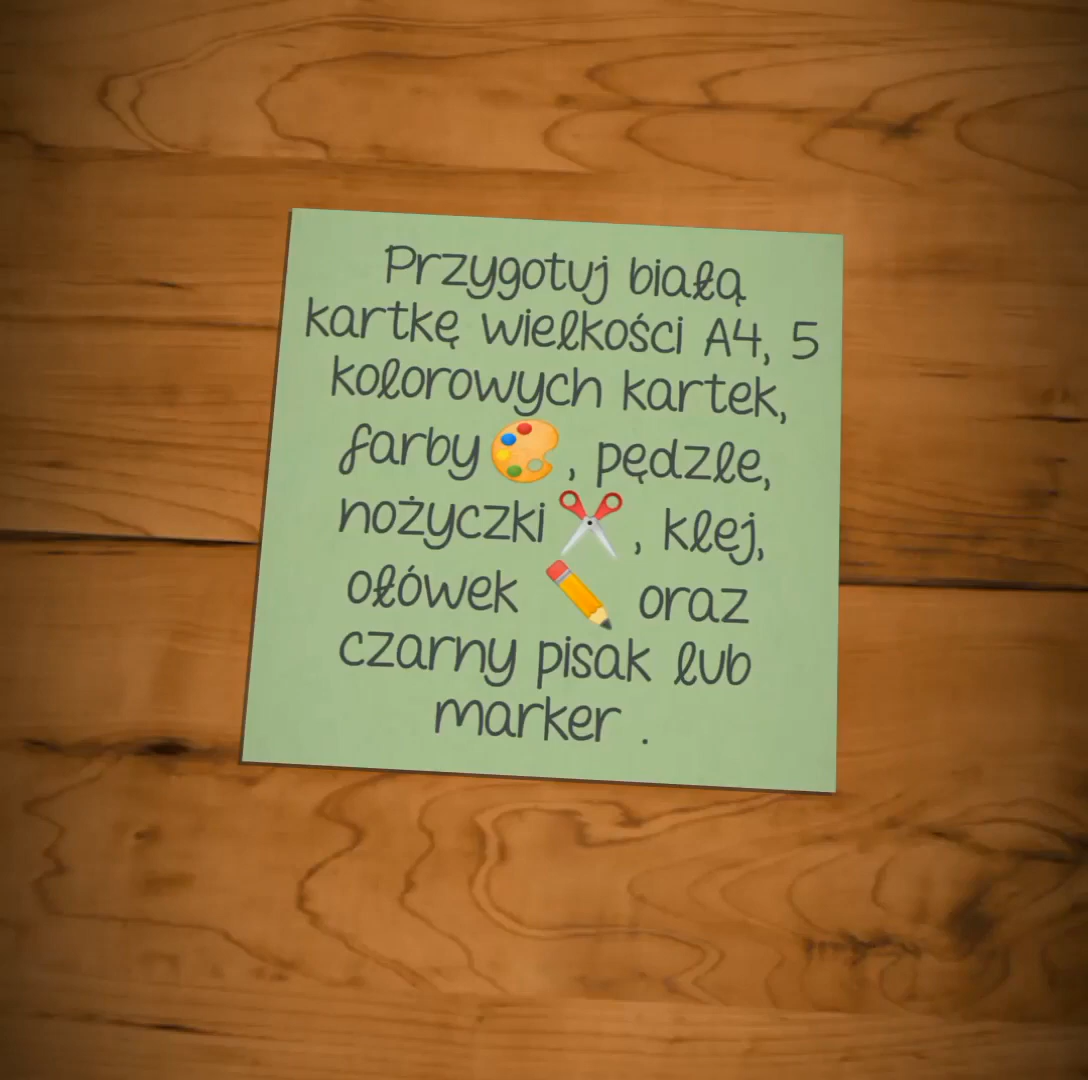 Przygotuj białą
kartkę wielkości A4, 5
kolorowych kartek,
farby🎨, pędzle,
nożyczki✂️, klej,
ołówek ✏️ oraz
czarny pisak lub
marker .